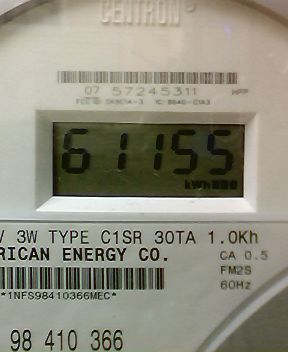 CENTRON®
07 57245311
61155
kWh
V 3W TYPE C1SR 30TA 1.0Kh
RICAN ENERGY CO.
CA 0.5
FM2S
60Hz
*1NFS98410366MEC*
98 410 366